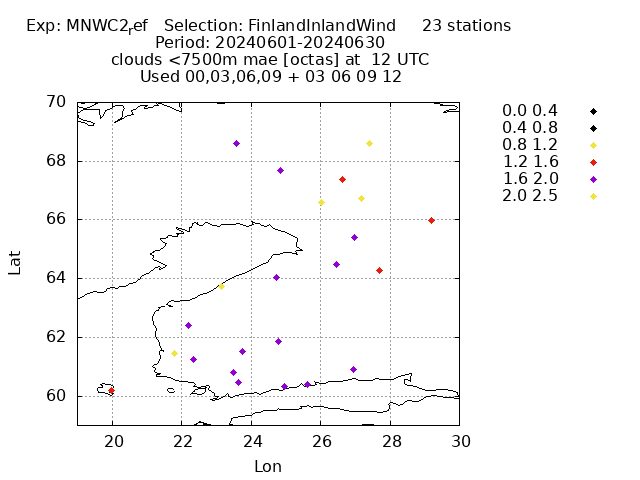 Exp: MNWC2ref Selection: FinlandInlandWind 23 stations
Period: 20240601-20240630
clouds <7500m mae [octas] at 12 UTC
Used 00,03,06,09 + 03 06 09 12
0.0 0.4
0.4 0.8
0.8 1.2
1.2 1.6
1.6 2.0
2.0 2.5
70
68
66
64
62
60
Lat
20 22 24 26 28 30
Lon